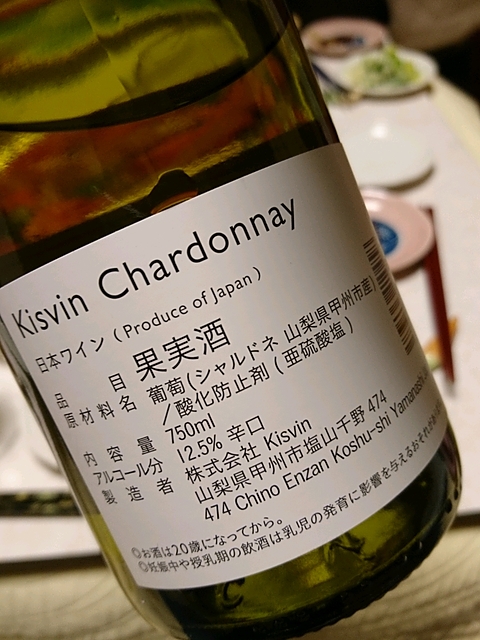 Kisvin Chardonnay
日本ワイン ( Produce of Japan )
品目 果実酒
原材料名 葡萄(シャルドネ 山梨県甲州市産)
/酸化防止剤 (亜硫酸塩)
内容量 750ml
アルコール分 12.5% 辛口
製造者 株式会社 Kisvin
山梨県甲州市塩山千野 474
474 Chino Enzan Koshu-shi Yamanashi
◎お酒は20歳になってから。
◎妊娠中や授乳期の飲酒は乳児の発育に影響を与えるおそれが